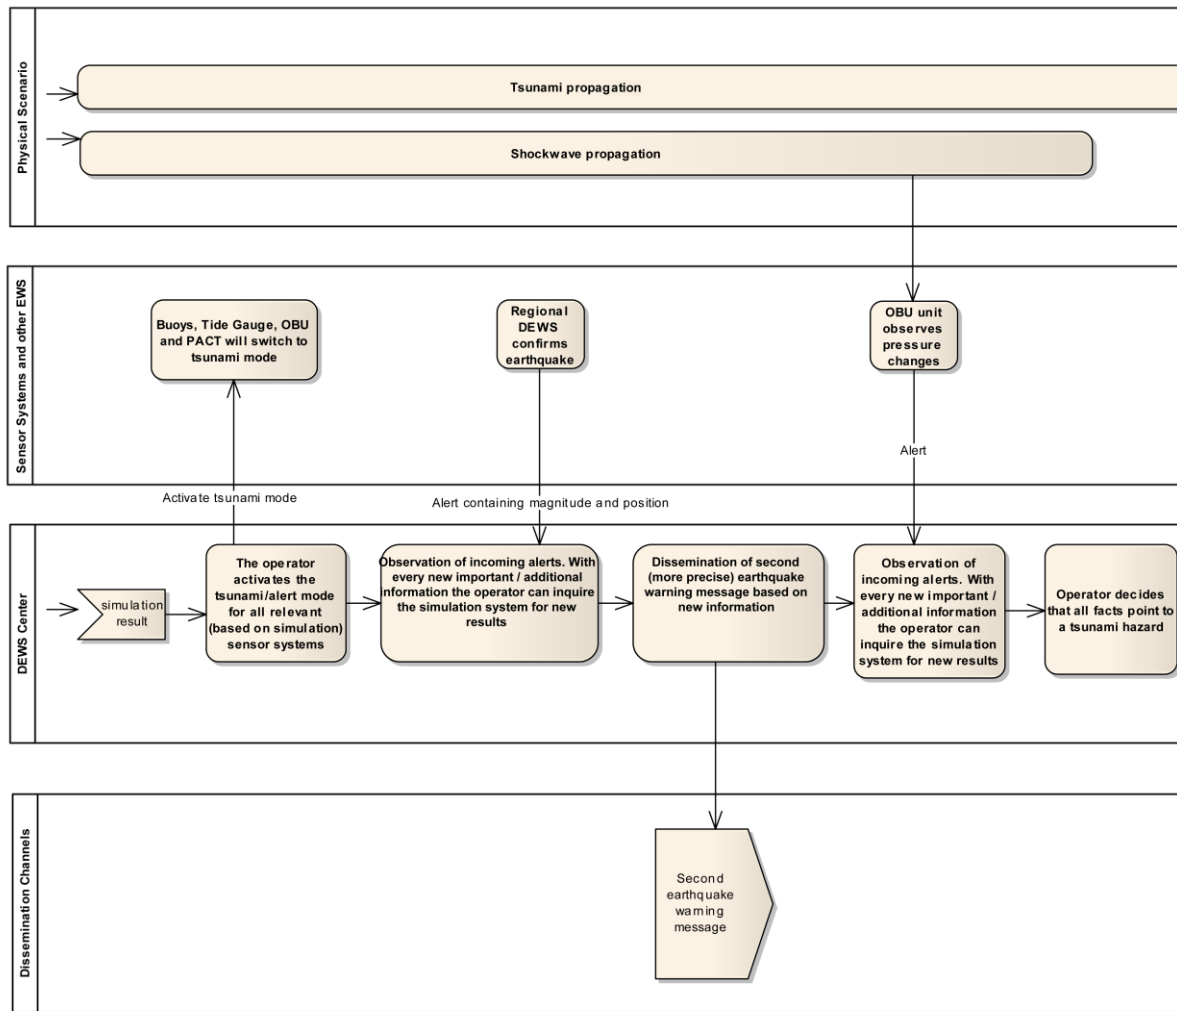 Physical Scenario
Tsunami propagation
Shockwave propagation
Sensor Systems and other EWS
Buoys, Tide Gauge, OBU
and PACT will switch to
tsunami mode
Regional
DEWS
confirms
earthquake
OBU unit
observes
pressure
changes
Activate tsunami mode
Alert containing magnitude and position
Alert
DEWS Center
simulation
result
The operator
activates the
tsunami/alert mode
for all relevant
(based on simulation)
sensor systems
Observation of incoming alerts. With
every new important / additional
information the operator can inquire
the simulation system for new
results
Dissemination of second
(more precise) earthquake
warning message based on
new information
Observation of
incoming alerts. With
every new important /
additional information
the operator can
inquire the simulation
system for new results
Operator decides
that all facts point to
a tsunami hazard
Dissemination Channels
Second
earthquake
warning
message